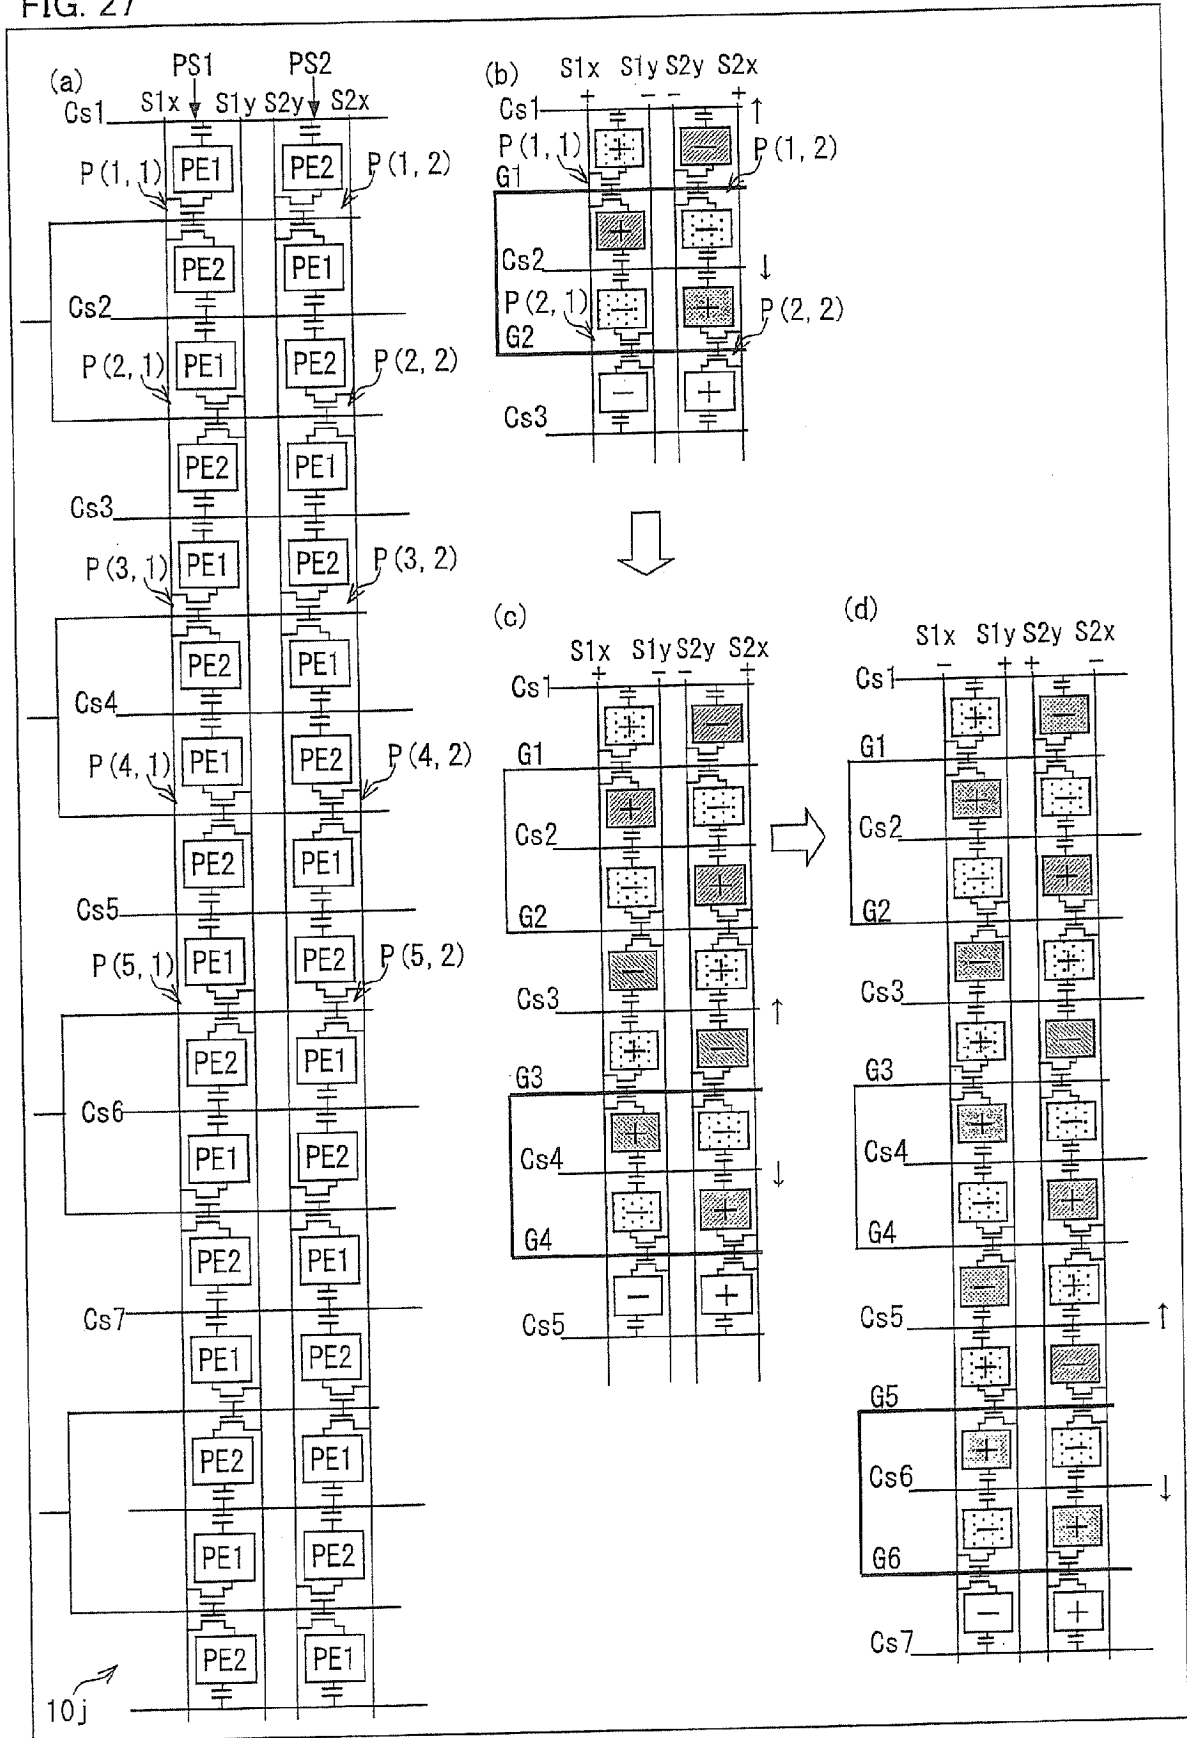 FIG. 27
(a)
PS1 PS2
S1x S1y S2y S2x
Cs1
PE1 PE2
P(1, 1) P(1, 2)
PE2 PE1
Cs2
P(2, 1) PE1 PE2 P(2, 2)
PE2 PE1
Cs3
P(3, 1) PE1 PE2 P(3, 2)
PE2 PE1
Cs4
P(4, 1) PE1 PE2 P(4, 2)
PE2 PE1
Cs5
P(5, 1) PE1 PE2 P(5, 2)
PE2 PE1
Cs6
PE1 PE2
PE2 PE1
Cs7
PE1 PE2
PE2 PE1
PE1 PE2
PE2 PE1
10j
(b)
S1x S1y S2y S2x
+ − − +
Cs1 ↑
P(1, 1) + − P(1, 2)
G1
+ −
Cs2 ↓
P(2, 1) − + P(2, 2)
G2
− +
Cs3
(c)
S1x S1y S2y S2x
+ − − +
Cs1
+ −
G1
+ −
Cs2
− +
G2
− +
Cs3 ↑
+ −
G3
+ −
Cs4 ↓
− +
G4
− +
Cs5
(d)
S1x S1y S2y S2x
− + + −
Cs1
+ −
G1
+ −
Cs2
− +
G2
− +
Cs3
+ −
G3
+ −
Cs4
− +
G4
− +
Cs5 ↑
+ −
G5
+ −
Cs6 ↓
− +
G6
− +
Cs7